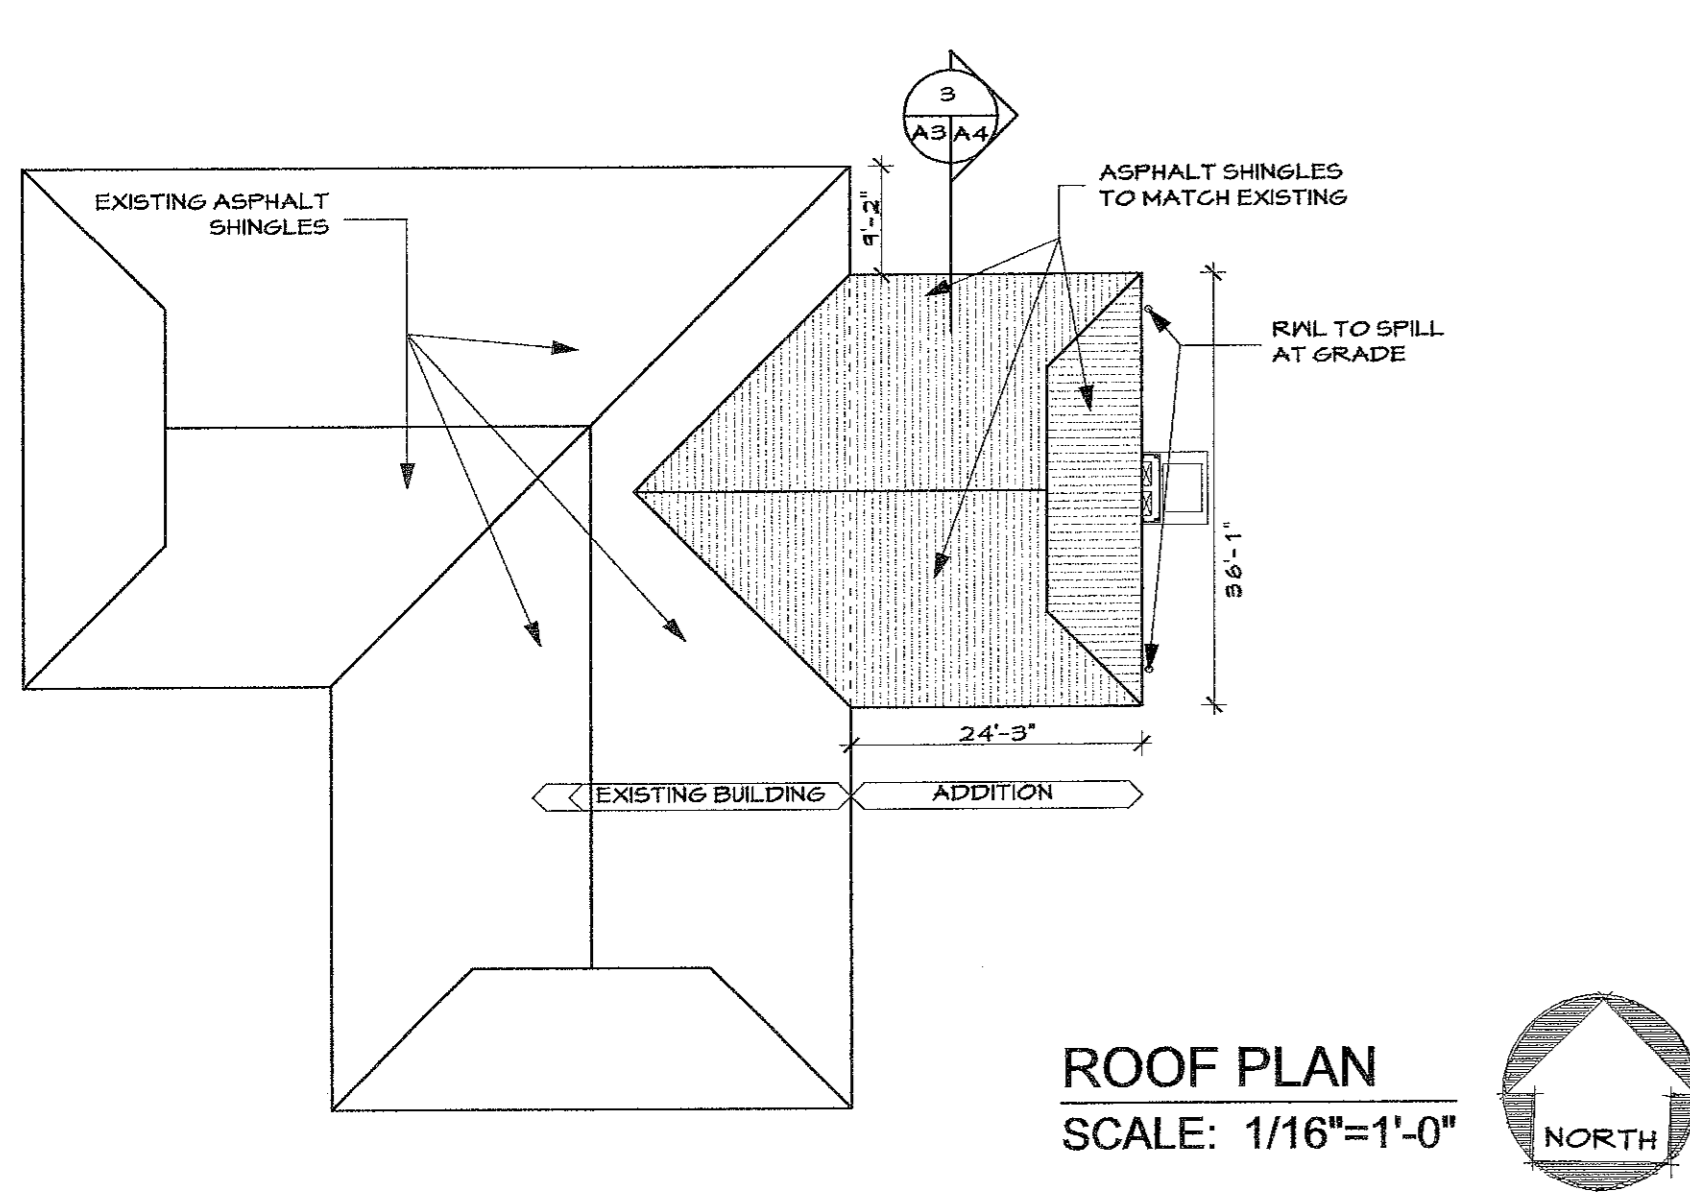 3
A3 A4
ASPHALT SHINGLES
TO MATCH EXISTING
EXISTING ASPHALT
SHINGLES
9'-2"
RWL TO SPILL
AT GRADE
36'-1"
24'-3"
EXISTING BUILDING
ADDITION
ROOF PLAN
SCALE: 1/16"=1'-0"
NORTH